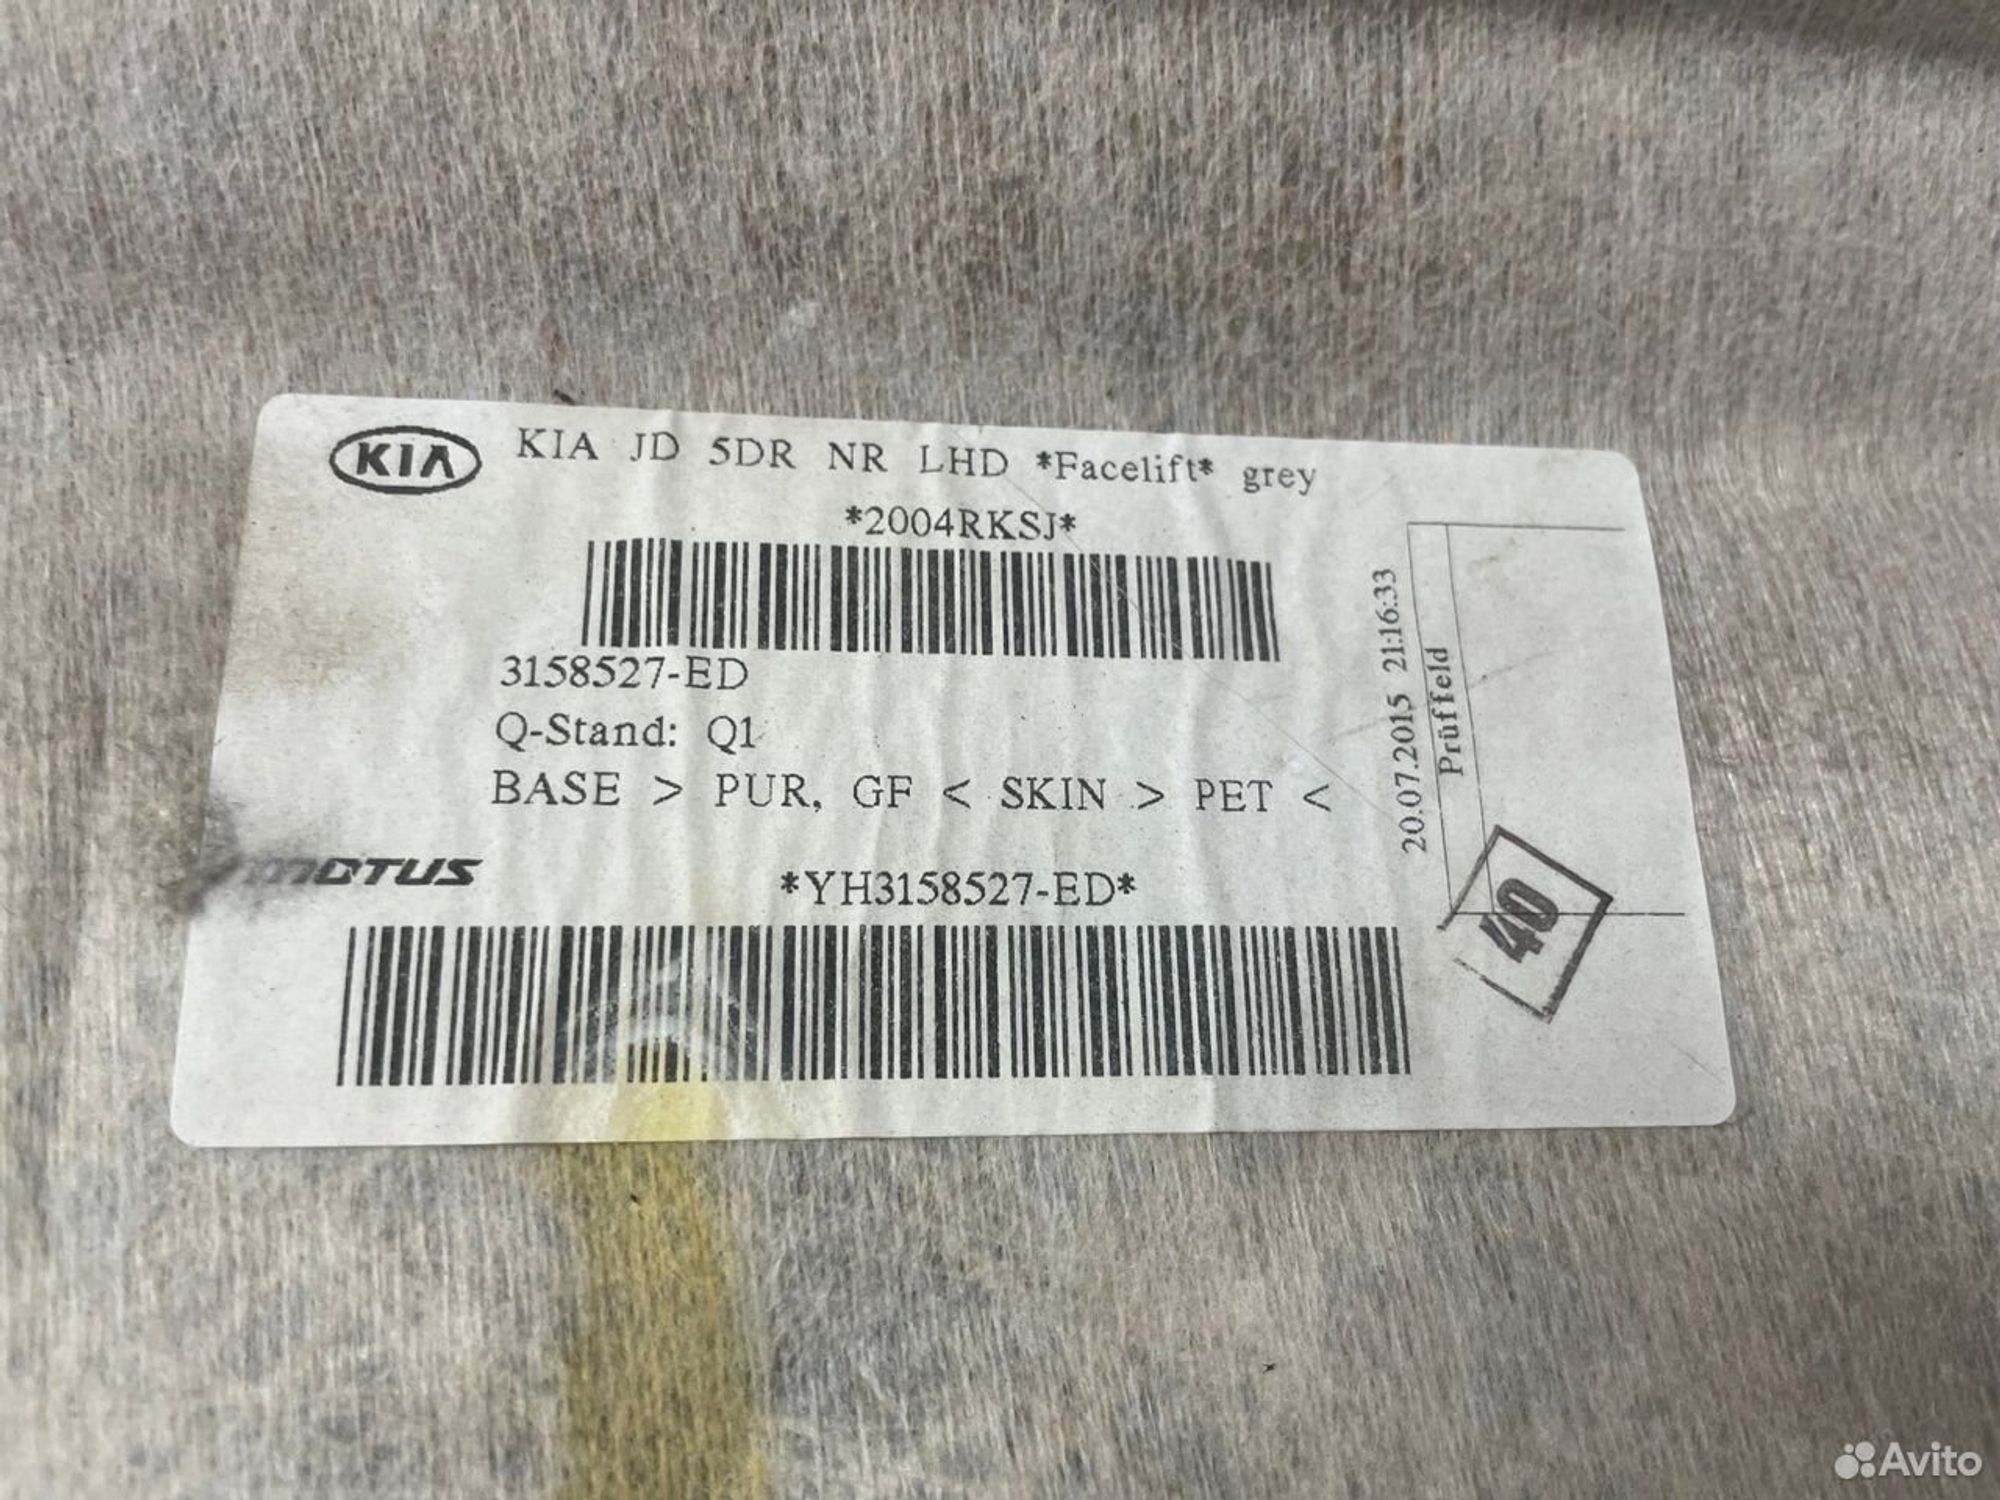 KIA
KIA JD 5DR NR LHD *Facelift* grey
*2004RKSJ*
3158527-ED
Q-Stand: Q1
BASE > PUR, GF < SKIN > PET <
MOTUS
*YH3158527-ED*
20.07.2015 21:16:33
Prüffeld
40
Avito